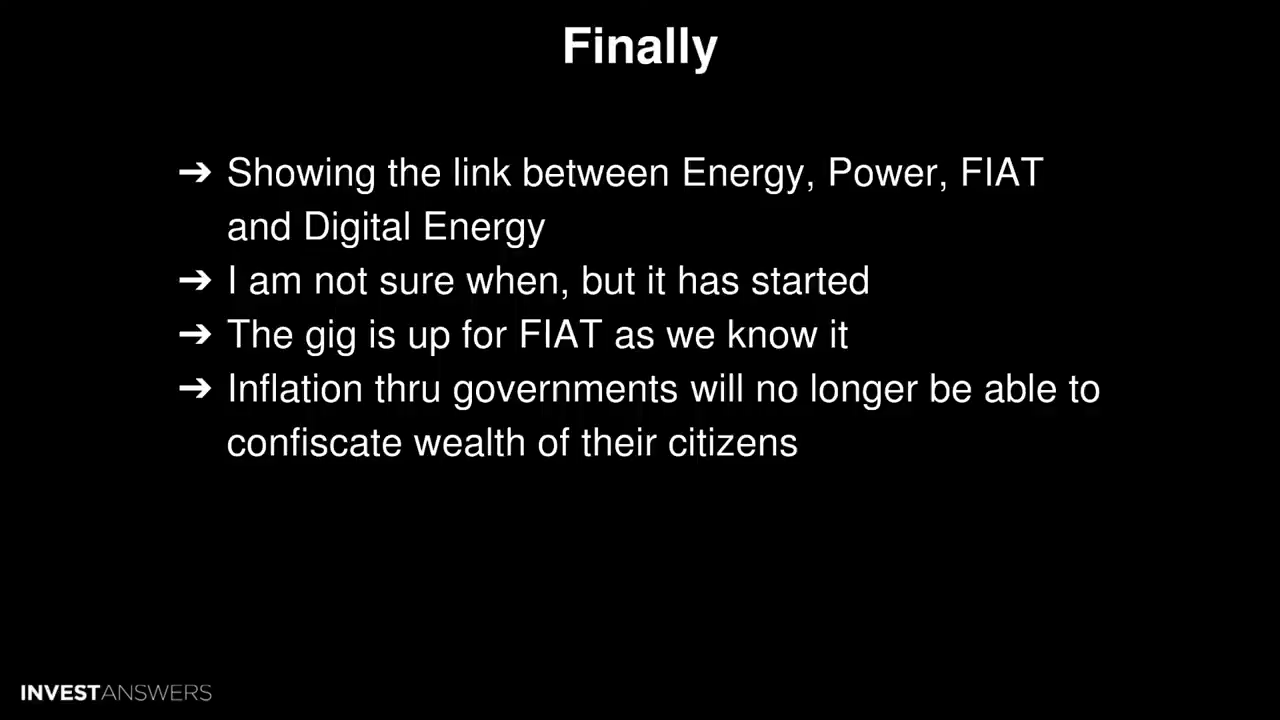 Finally
➔ Showing the link between Energy, Power, FIAT
and Digital Energy
➔ I am not sure when, but it has started
➔ The gig is up for FIAT as we know it
➔ Inflation thru governments will no longer be able to
confiscate wealth of their citizens
INVESTANSWERS